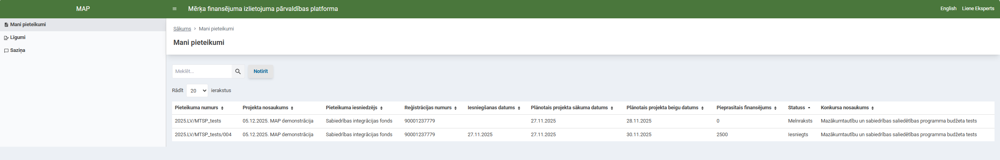 MAP
Mērķa finansējuma izlietojuma pārvaldības platforma
English Liene Eksperts
Mani pieteikumi
Līgumi
Saziņa
Sākums > Mani pieteikumi
Mani pieteikumi
Meklēt...
Notīrīt
Rādīt 20 ierakstus
Pieteikuma numurs Projekta nosaukums Pieteikuma iesniedzējs Reģistrācijas numurs Iesniegšanas datums Plānotais projekta sākuma datums Plānotais projekta beigu datums Pieprasītais finansējums Statuss Konkursa nosaukums
2025.LV/MTSP_tests 05.12.2025. MAP demonstrācija Sabiedrības integrācijas fonds 90001237779 27.11.2025 28.11.2025 0 Melnraksts Mazākumtautību un sabiedrības saliedētības programma budžeta tests
2025.LV/MTSP_tests/004 05.12.2025. MAP demonstrācija Sabiedrības integrācijas fonds 90001237779 27.11.2025 27.11.2025 30.11.2025 2500 Iesniegts Mazākumtautību un sabiedrības saliedētības programma budžeta tests